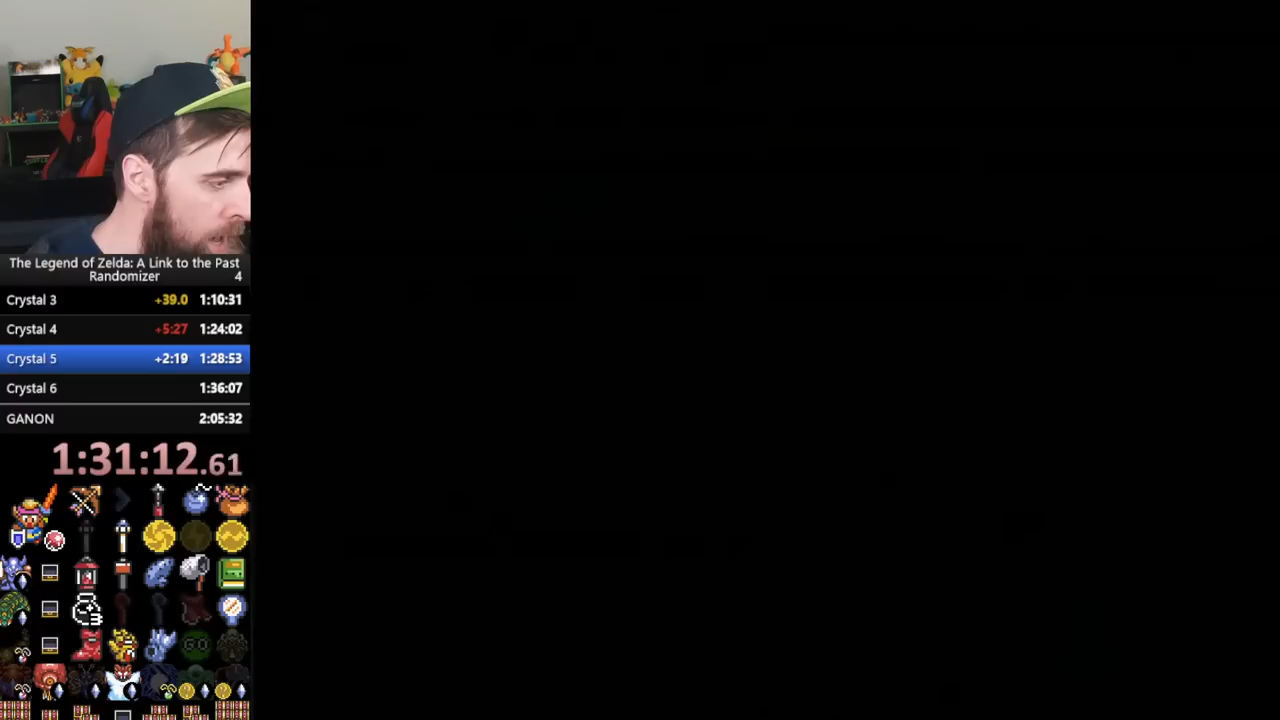 The Legend of Zelda: A Link to the Past
Randomizer 4
Crystal 3 +39.0 1:10:31
Crystal 4 +5:27 1:24:02
Crystal 5 +2:19 1:28:53
Crystal 6 1:36:07
GANON 2:05:32
1:31:12.61
3
GO